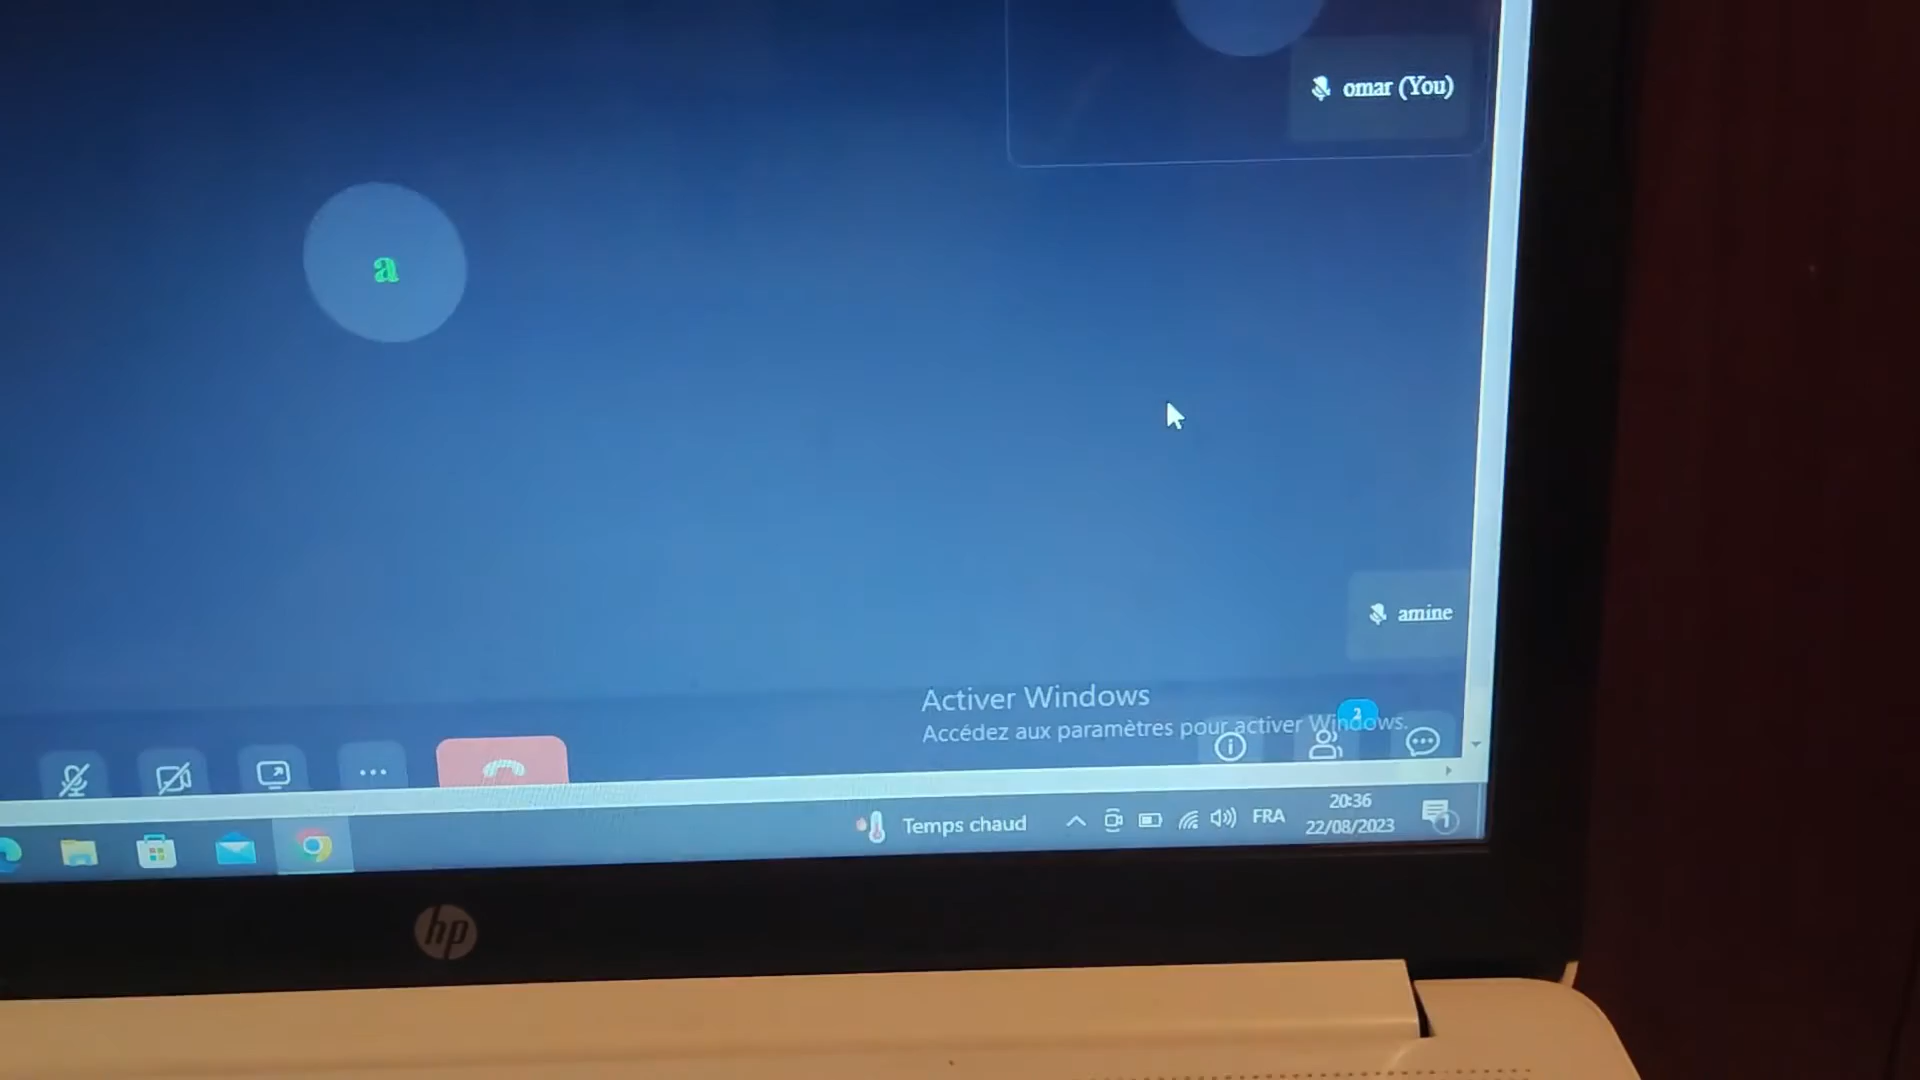 omar (You)
a
amine
Activer Windows
Accédez aux paramètres pour activer Windows.
2
Temps chaud
FRA
20:36
22/08/2023
1
hp